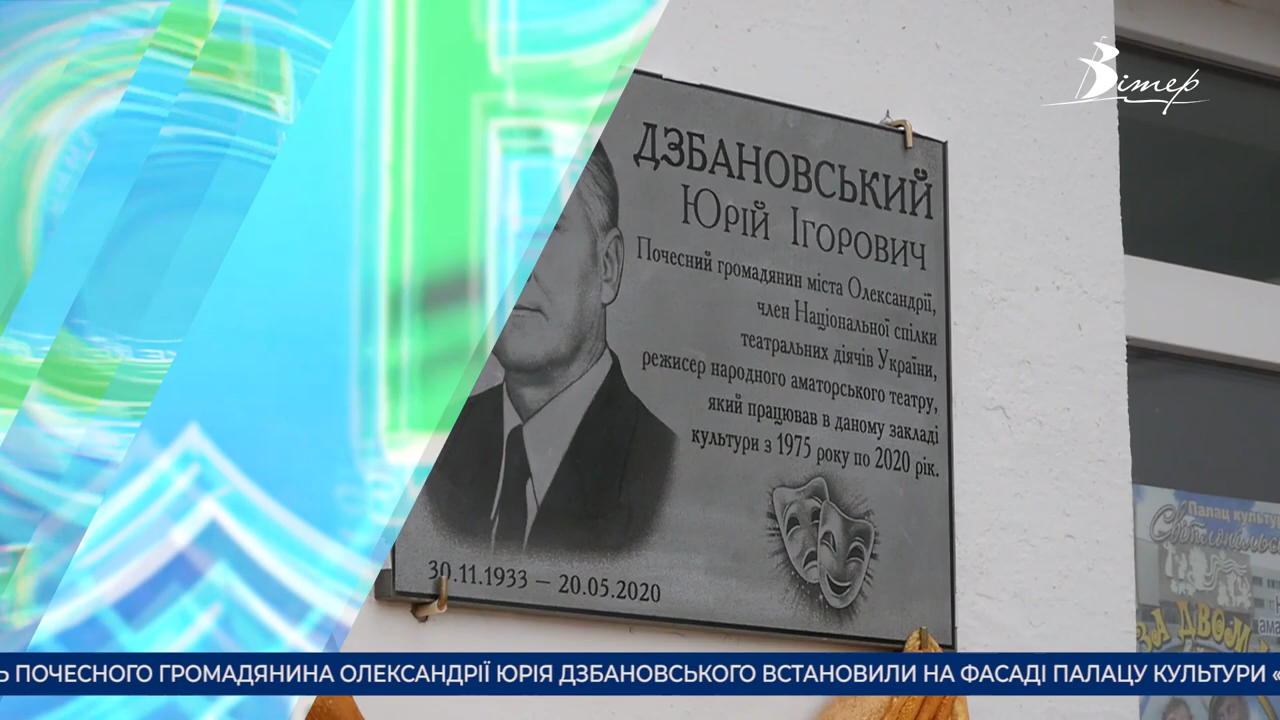 Вітер
ДЗБАНОВСЬКИЙ
Юрій Ігорович
Почесний громадянин міста Олександрії,
член Національної спілки
театральних діячів України,
режисер народного аматорського театру,
який працював в даному закладі
культури з 1975 року по 2020 рік.
30.11.1933 – 20.05.2020
Палац культу
ЗА ДВОМ
Ь ПОЧЕСНОГО ГРОМАДЯНИНА ОЛЕКСАНДРІЇ ЮРІЯ ДЗБАНОВСЬКОГО ВСТАНОВИЛИ НА ФАСАДІ ПАЛАЦУ КУЛЬТУРИ «